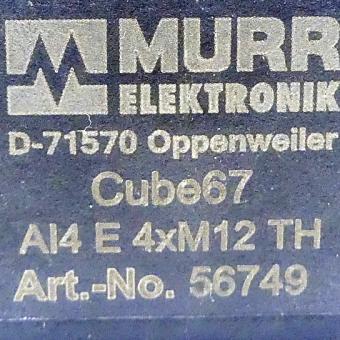 MURR
ELEKTRONIK
D-71570 Oppenweiler
Cube67
AI4 E 4xM12 TH
Art.-No. 56749